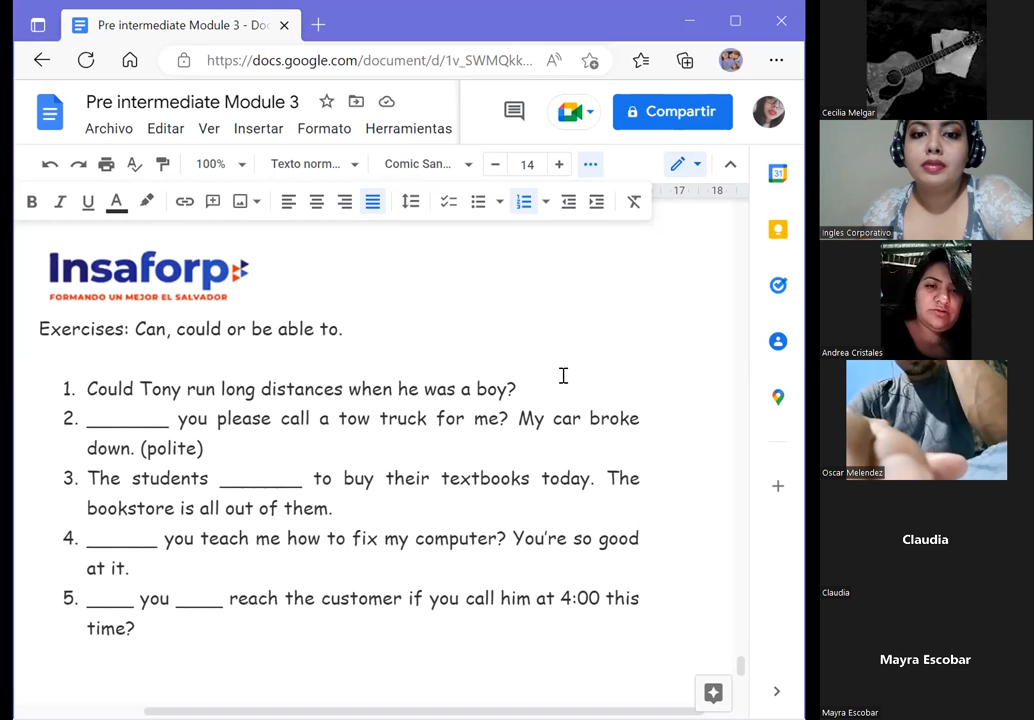 Pre intermediate Module 3 - Doc
https://docs.google.com/document/d/1v_SWMQkk...
Pre intermediate Module 3
Compartir
Archivo Editar Ver Insertar Formato Herramientas
100% Texto norm... Comic San... 14
17 18
31
Insaforp
FORMANDO UN MEJOR EL SALVADOR
Exercises: Can, could or be able to.
1. Could Tony run long distances when he was a boy?
2. _______ you please call a tow truck for me? My car broke
down. (polite)
3. The students _______ to buy their textbooks today. The
bookstore is all out of them.
4. ______ you teach me how to fix my computer? You're so good
at it.
5. ____ you ____ reach the customer if you call him at 4:00 this
time?
Cecilia Melgar
Ingles Corporativo
Andrea Cristales
Oscar Melendez
Claudia
Claudia
Mayra Escobar
Mayra Escobar